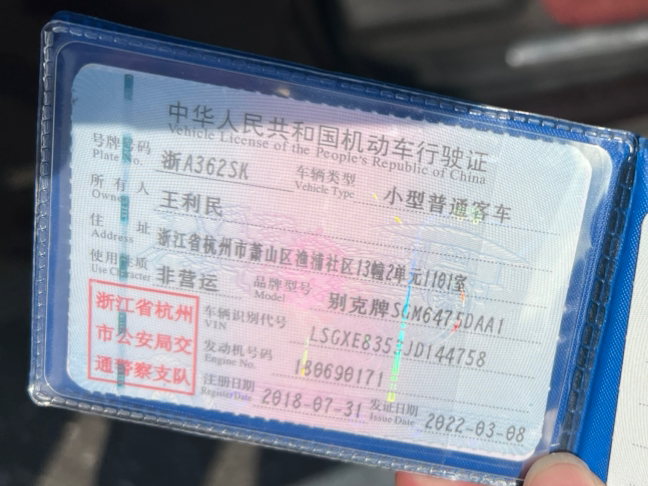 中华人民共和国机动车行驶证
Vehicle License of the People's Republic of China
号牌号码 浙A362SK 车辆类型 小型普通客车
Plate No. Vehicle Type
所有人 王利民
Owner
住址 浙江省杭州市萧山区渔浦社区13幢2单元1101室
Address
使用性质 非营运 品牌型号 别克牌SGM6475DAA1
Use Character Model
浙江省杭州
市公安局交
通警察支队
车辆识别代号 LSGXE8353JD144758
VIN
发动机号码 180690171
Engine No.
注册日期 2018-07-31 发证日期 2022-03-08
Register Date Issue Date